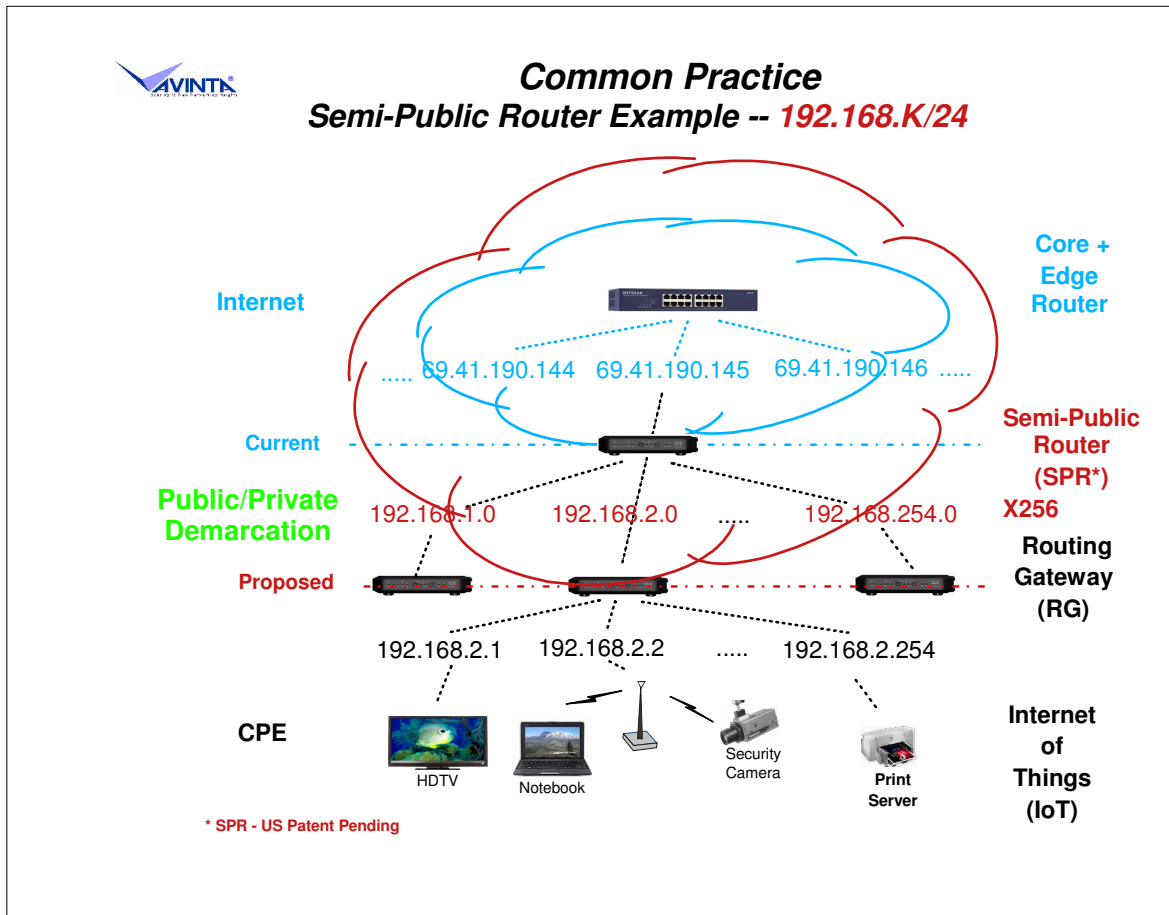 AVINTA®
Common Practice
Semi-Public Router Example -- 192.168.K/24
Core +
Edge
Router
Internet
NETGEAR
..... 69.41.190.144 69.41.190.145 69.41.190.146 .....
Current
Semi-Public
Router
(SPR*)
Public/Private
Demarcation
192.168.1.0 192.168.2.0 ..... 192.168.254.0
X256
Proposed
Routing
Gateway
(RG)
192.168.2.1 192.168.2.2 ..... 192.168.2.254
CPE
HDTV
Notebook
Security
Camera
Print
Server
Internet
of
Things
(IoT)
* SPR - US Patent Pending